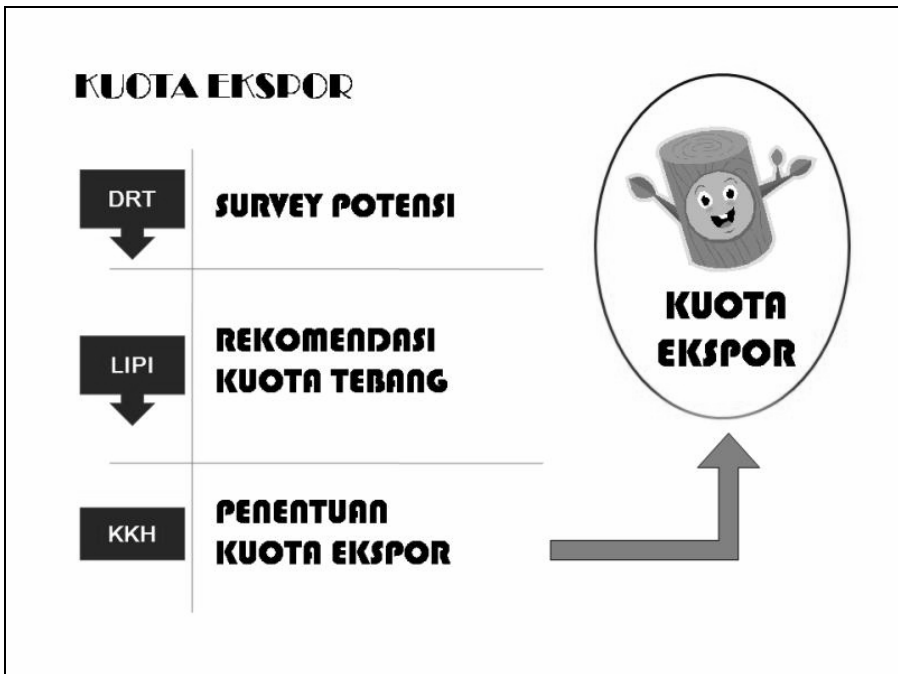 KUOTA EKSPOR
DRT
SURVEY POTENSI
LIPI
REKOMENDASI
KUOTA TEBANG
KKH
PENENTUAN
KUOTA EKSPOR
KUOTA
EKSPOR